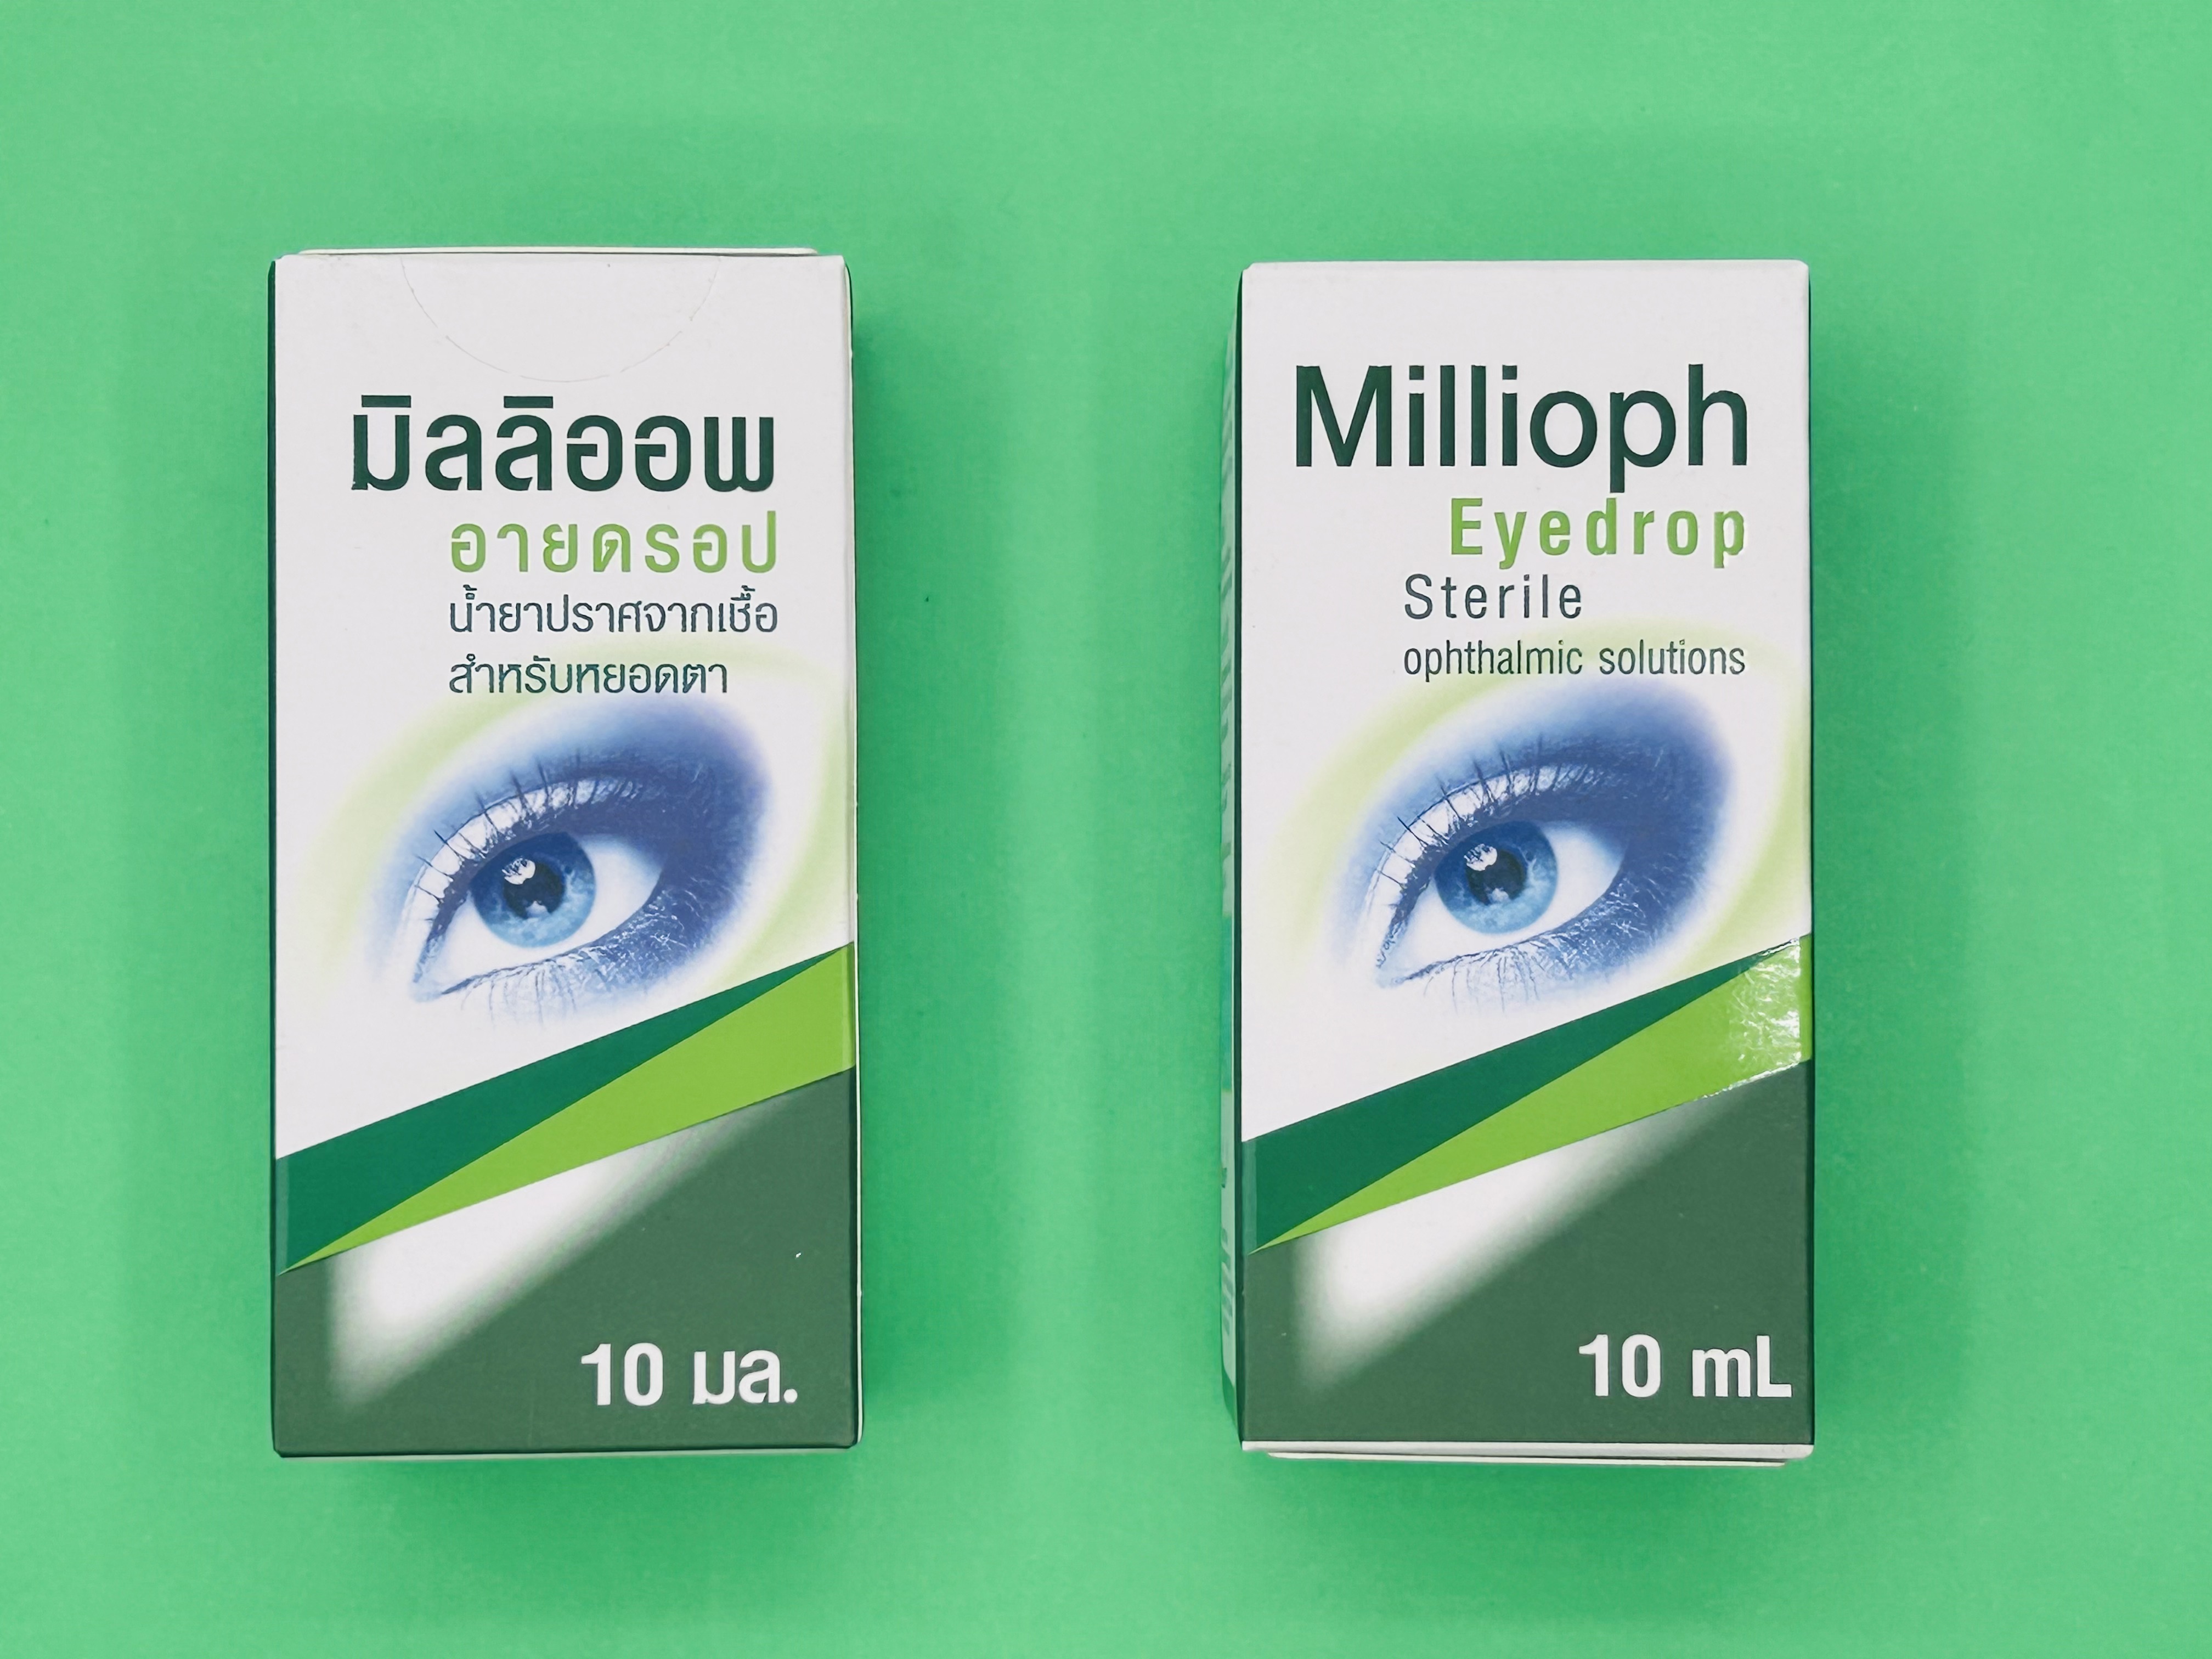 มิลลิออพ
อายดรอป
น้ำยาปราศจากเชื้อ
สำหรับหยอดตา
10 มล.
Millioph
Eyedrop
Sterile
ophthalmic solutions
10 mL